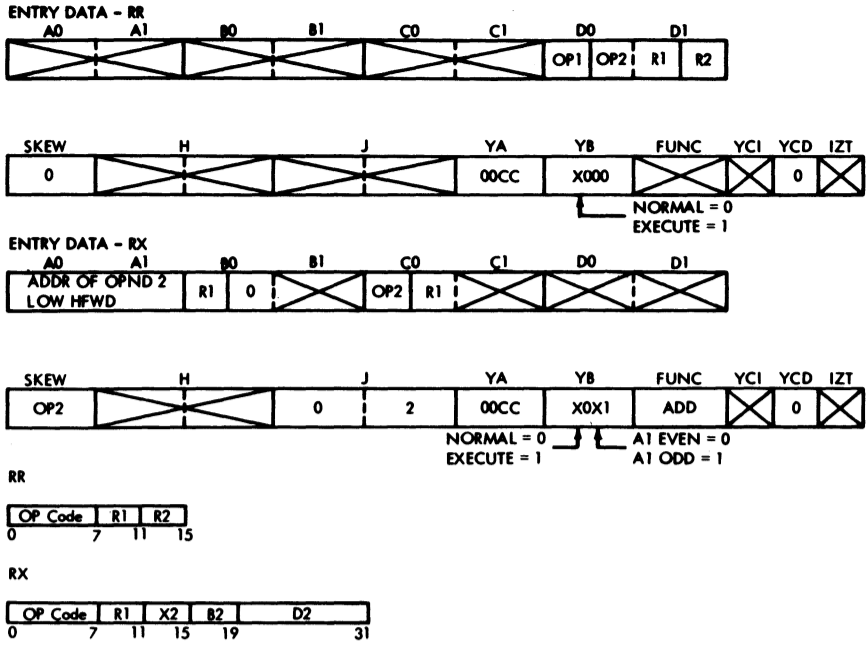 ENTRY DATA - RR
A0 A1 B0 B1 C0 C1 D0 D1
OP1 OP2 R1 R2
SKEW H J YA YB FUNC YCI YCD IZT
0 00CC X000 0
NORMAL = 0
EXECUTE = 1
ENTRY DATA - RX
A0 A1 B0 B1 C0 C1 D0 D1
ADDR OF OPND 2
LOW HFWD
R1 0 OP2 R1
SKEW H J YA YB FUNC YCI YCD IZT
OP2 0 2 00CC X0X1 ADD 0
NORMAL = 0 A1 EVEN = 0
EXECUTE = 1 A1 ODD = 1
RR
OP Code R1 R2
0 7 11 15
RX
OP Code R1 X2 B2 D2
0 7 11 15 19 31